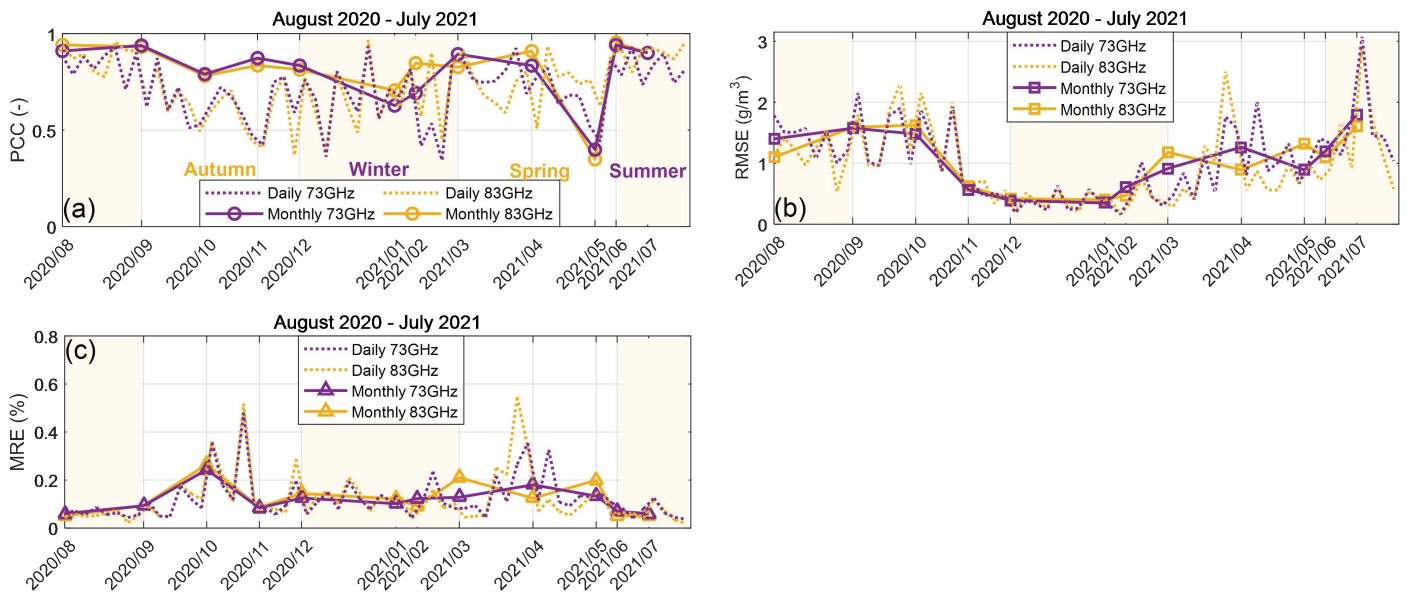 August 2020 - July 2021
1
0.5
0
PCC (-)
Autumn
Winter
Spring
Summer
Daily 73GHz
Daily 83GHz
Monthly 73GHz
Monthly 83GHz
(a)
2020/08
2020/09
2020/10
2020/11
2020/12
2021/01
2021/02
2021/03
2021/04
2021/05
2021/06
2021/07
August 2020 - July 2021
3
2
1
0
RMSE (g/m³)
Daily 73GHz
Daily 83GHz
Monthly 73GHz
Monthly 83GHz
(b)
2020/08
2020/09
2020/10
2020/11
2020/12
2021/01
2021/02
2021/03
2021/04
2021/05
2021/06
2021/07
August 2020 - July 2021
0.8
0.6
0.4
0.2
0
MRE (%)
(c)
Daily 73GHz
Daily 83GHz
Monthly 73GHz
Monthly 83GHz
2020/08
2020/09
2020/10
2020/11
2020/12
2021/01
2021/02
2021/03
2021/04
2021/05
2021/06
2021/07